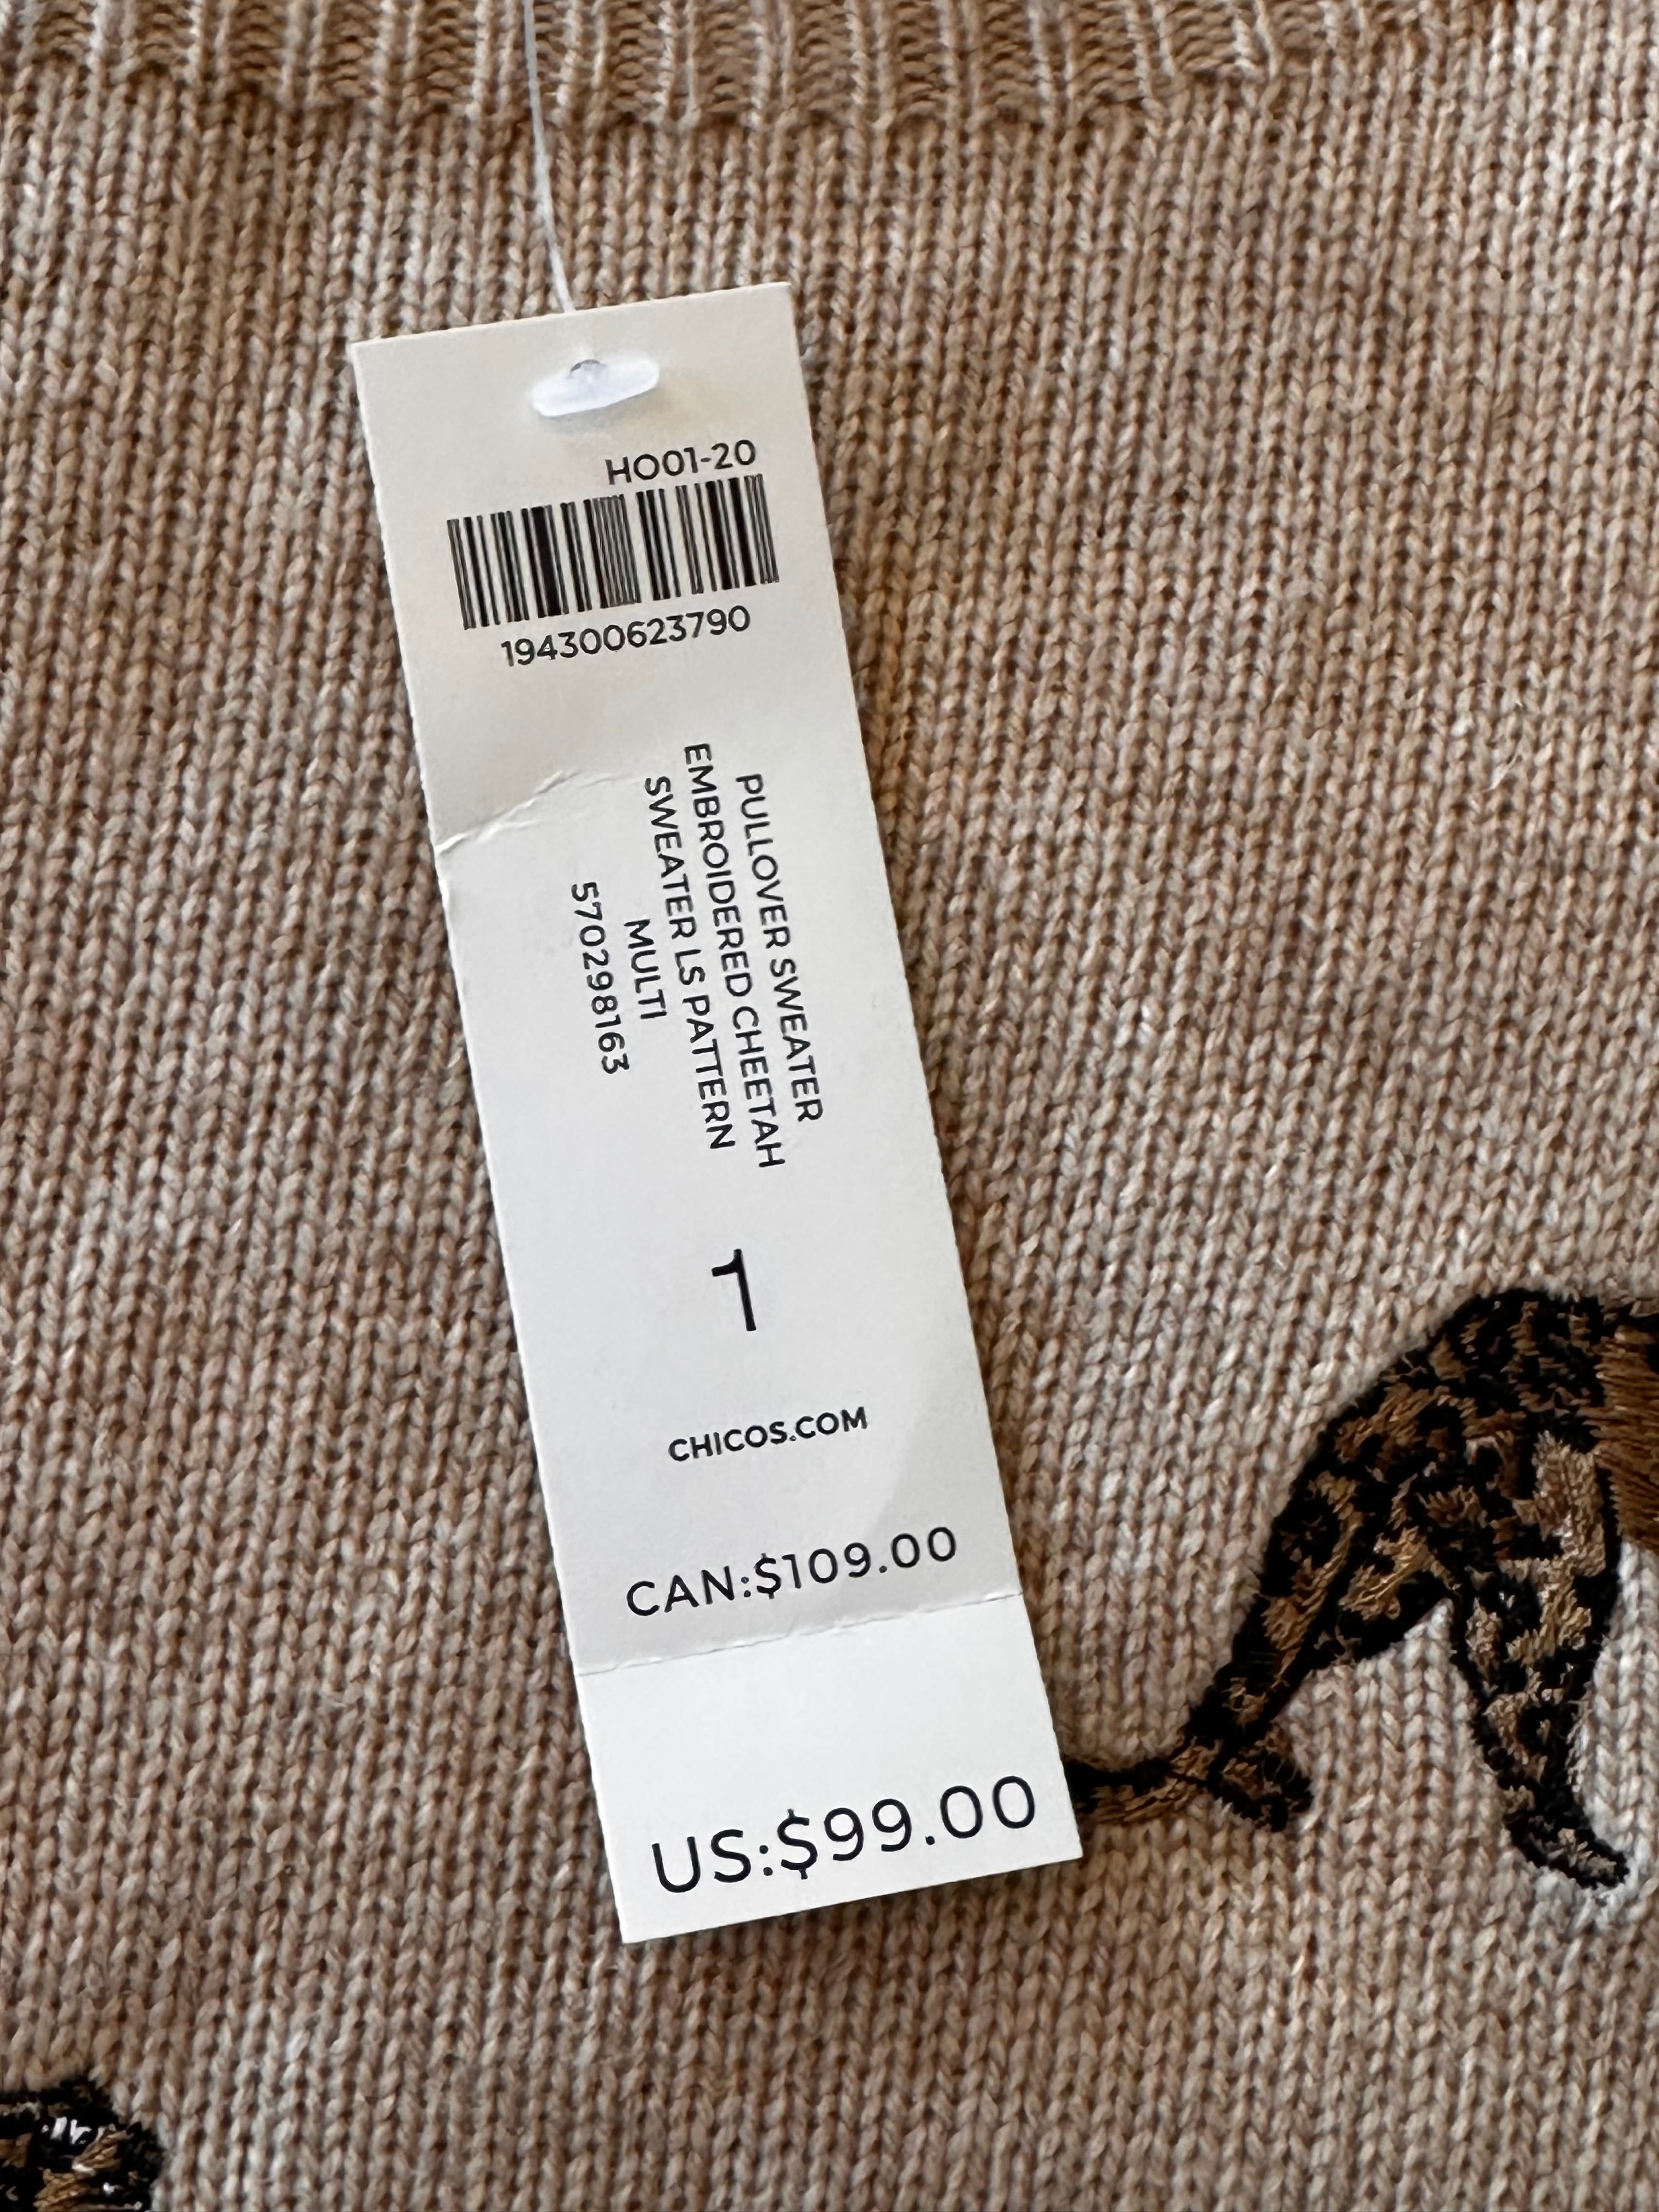 HO01-20
194300623790
PULLOVER SWEATER
EMBROIDERED CHEETAH
SWEATER LS PATTERN
MULTI
570298163
1
CHICOS.COM
CAN:$109.00
US:$99.00